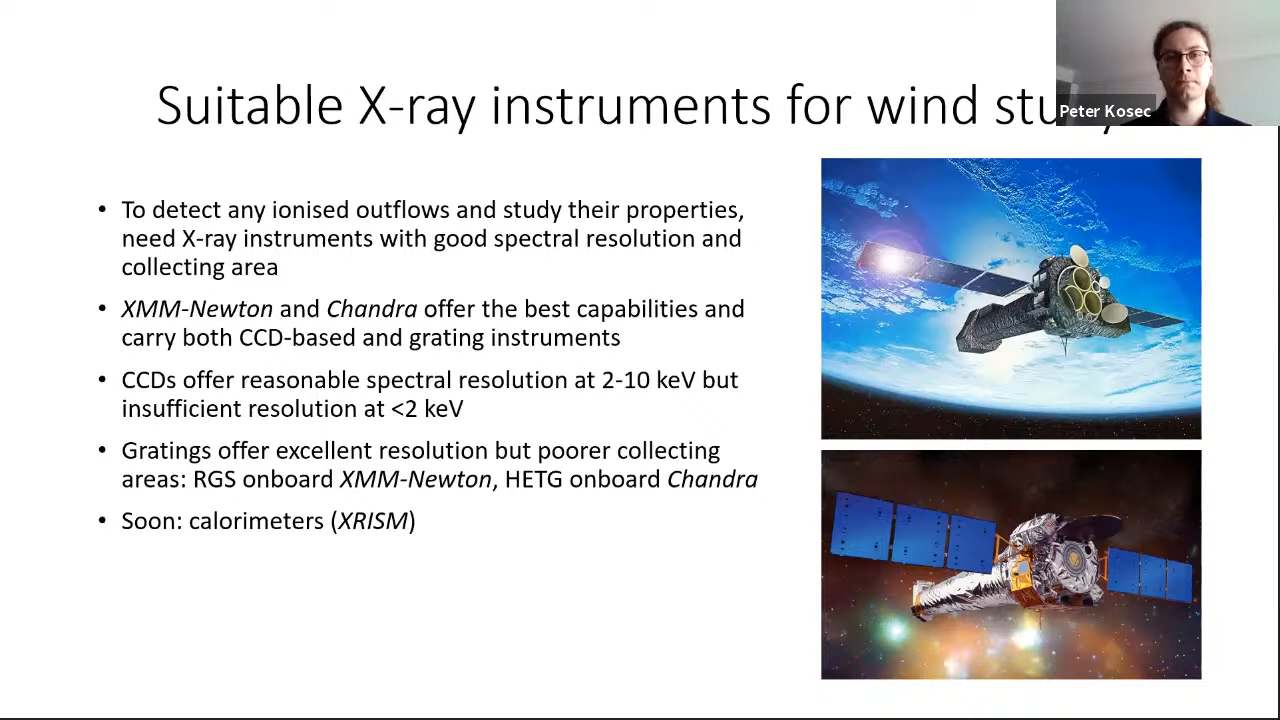 Suitable X-ray instruments for wind
Peter Kosec
• To detect any ionised outflows and study their properties,
need X-ray instruments with good spectral resolution and
collecting area
• XMM-Newton and Chandra offer the best capabilities and
carry both CCD-based and grating instruments
• CCDs offer reasonable spectral resolution at 2-10 keV but
insufficient resolution at <2 keV
• Gratings offer excellent resolution but poorer collecting
areas: RGS onboard XMM-Newton, HETG onboard Chandra
• Soon: calorimeters (XRISM)